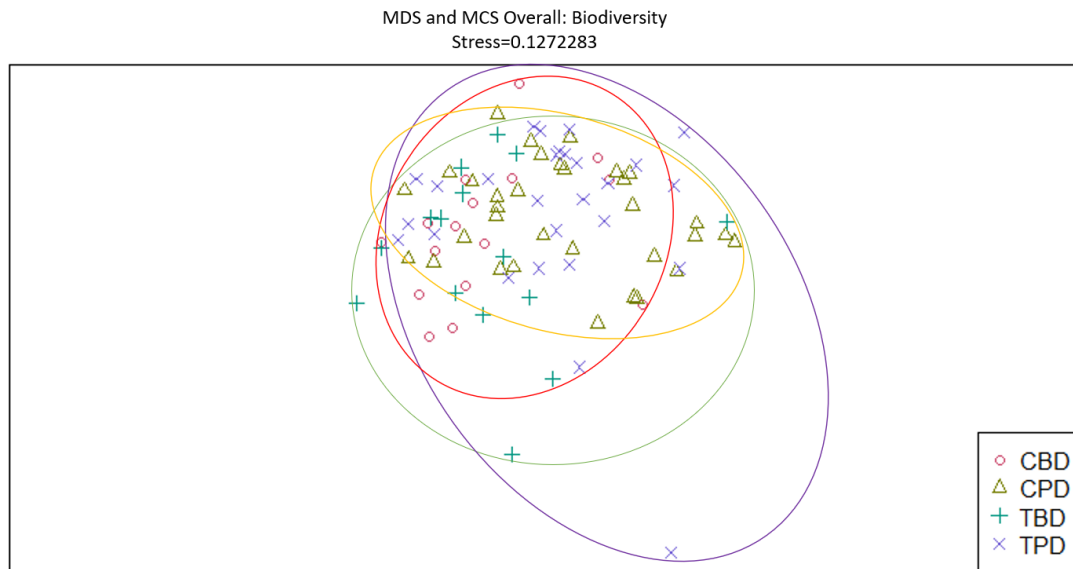 MDS and MCS Overall: Biodiversity
Stress=0.1272283
CBD
CPD
TBD
TPD